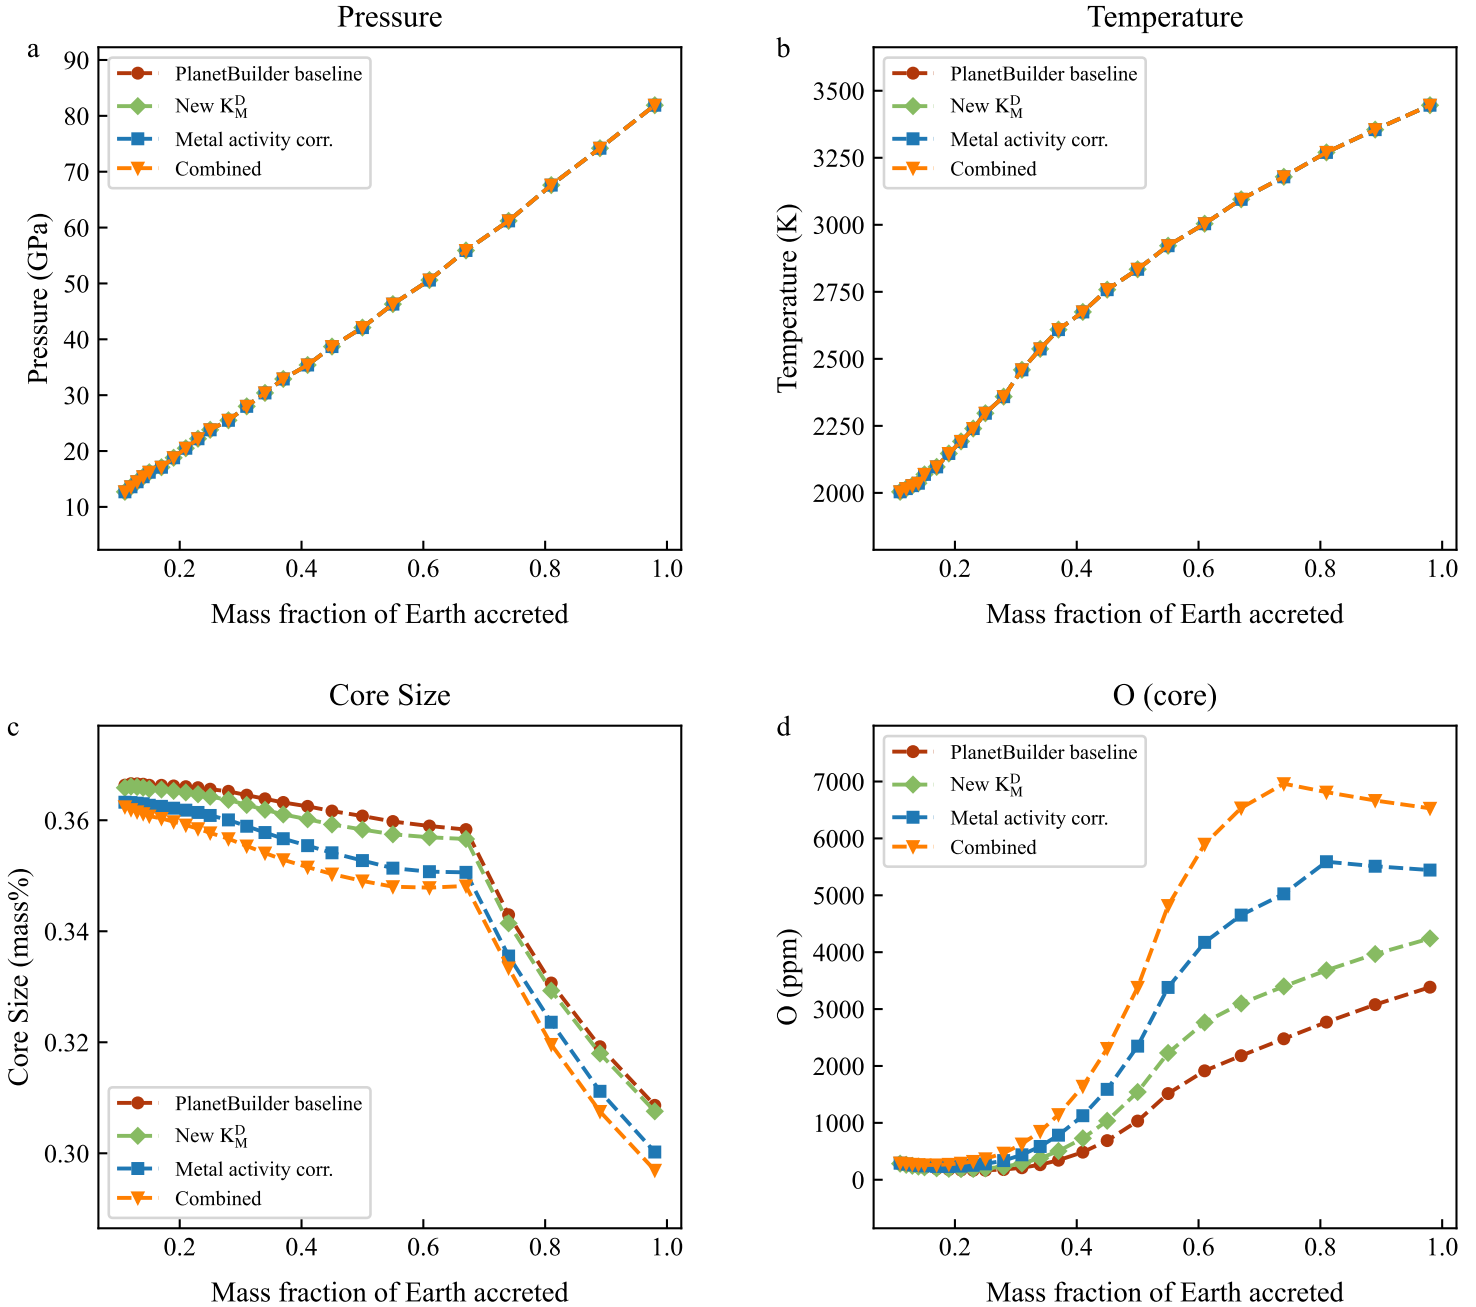 Pressure
a
90
80
70
60
50
40
30
20
10
Pressure (GPa)
PlanetBuilder baseline
New K_M^D
Metal activity corr.
Combined
0.2 0.4 0.6 0.8 1.0
Mass fraction of Earth accreted
Temperature
b
3500
3250
3000
2750
2500
2250
2000
Temperature (K)
PlanetBuilder baseline
New K_M^D
Metal activity corr.
Combined
0.2 0.4 0.6 0.8 1.0
Mass fraction of Earth accreted
Core Size
c
0.36
0.34
0.32
0.30
Core Size (mass%)
PlanetBuilder baseline
New K_M^D
Metal activity corr.
Combined
0.2 0.4 0.6 0.8 1.0
Mass fraction of Earth accreted
O (core)
d
7000
6000
5000
4000
3000
2000
1000
0
O (ppm)
PlanetBuilder baseline
New K_M^D
Metal activity corr.
Combined
0.2 0.4 0.6 0.8 1.0
Mass fraction of Earth accreted